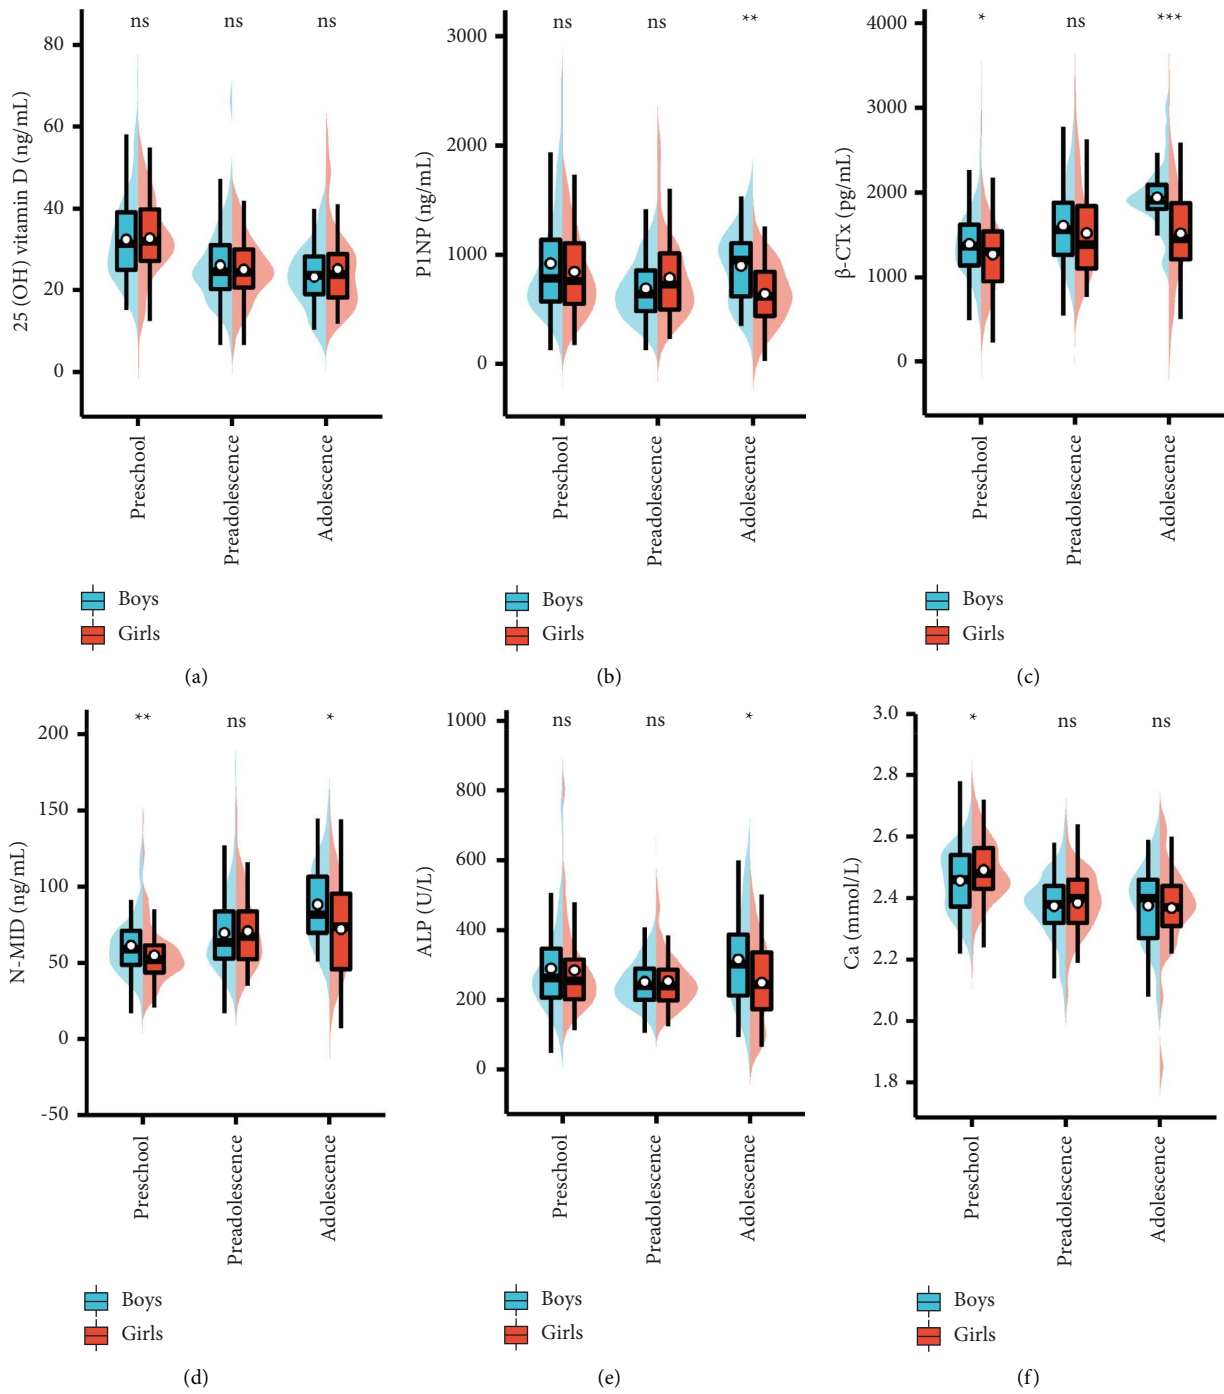 ns ns ns
80
60
40
20
0
25 (OH) vitamin D (ng/mL)
Preschool
Preadolescence
Adolescence
Boys
Girls
(a)
ns ns **
3000
2000
1000
0
P1NP (ng/mL)
Preschool
Preadolescence
Adolescence
Boys
Girls
(b)
* ns ***
4000
3000
2000
1000
0
β-CTx (pg/mL)
Preschool
Preadolescence
Adolescence
Boys
Girls
(c)
** ns *
200
150
100
50
0
-50
N-MID (ng/mL)
Preschool
Preadolescence
Adolescence
Boys
Girls
(d)
ns ns *
1000
800
600
400
200
0
ALP (U/L)
Preschool
Preadolescence
Adolescence
Boys
Girls
(e)
* ns ns
3.0
2.8
2.6
2.4
2.2
2.0
1.8
Ca (mmol/L)
Preschool
Preadolescence
Adolescence
Boys
Girls
(f)